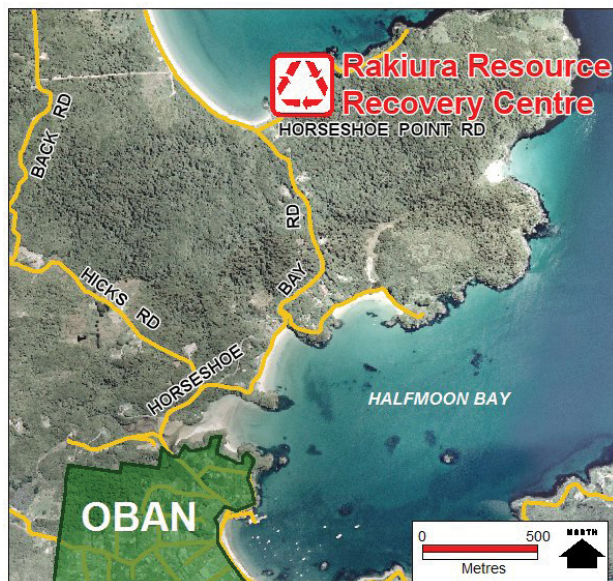 Rakiura Resource
Recovery Centre
HORSESHOE POINT RD
BACK RD
HICKS RD
HORSESHOE BAY RD
HALFMOON BAY
OBAN
0 500
Metres
NORTH